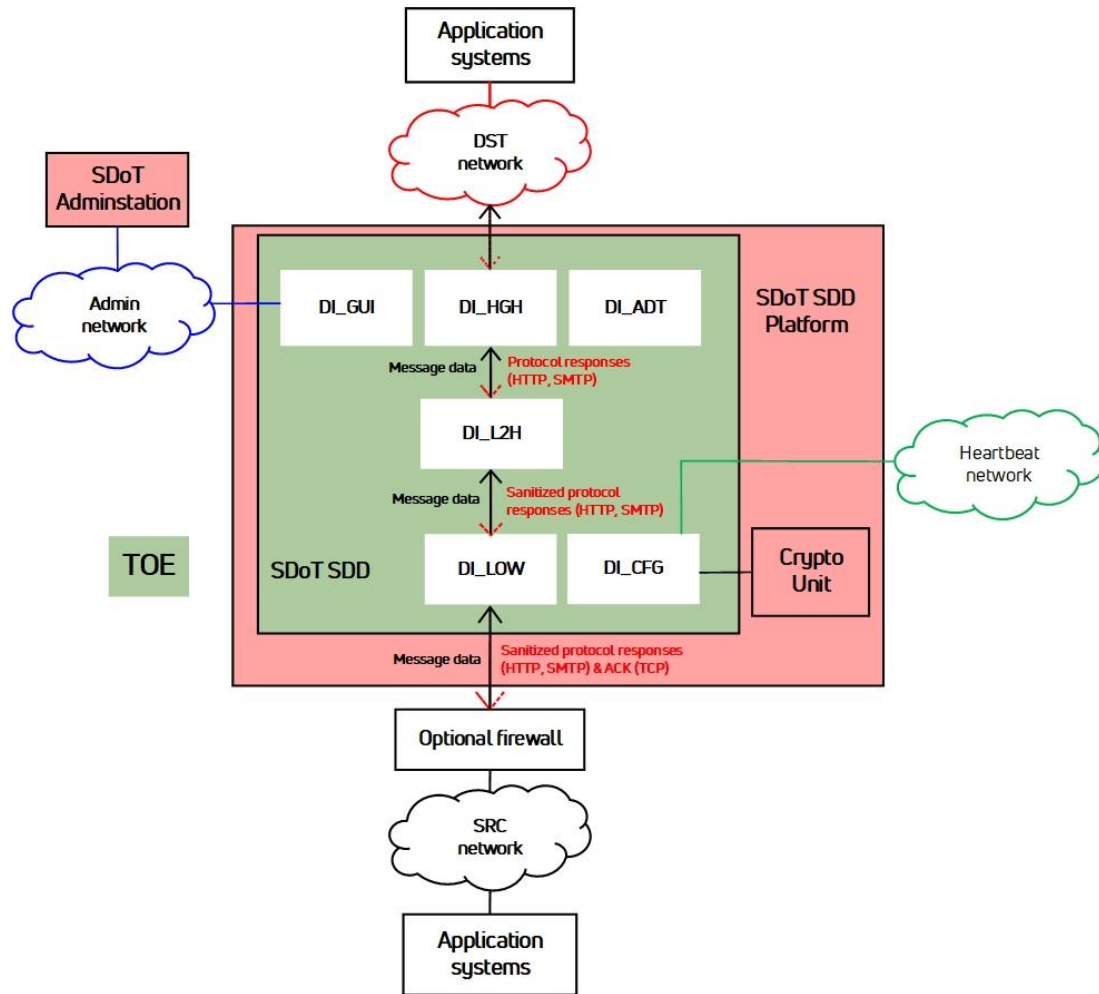 Application
systems
DST
network
SDoT
Adminstation
Admin
network
DI_GUI
DI_HGH
DI_ADT
SDoT SDD
Platform
Message data
Protocol responses
(HTTP, SMTP)
DI_L2H
Heartbeat
network
Message data
Sanitized protocol
responses (HTTP, SMTP)
TOE
SDoT SDD
DI_LOW
DI_CFG
Crypto
Unit
Message data
Sanitized protocol responses
(HTTP, SMTP) & ACK (TCP)
Optional firewall
SRC
network
Application
systems